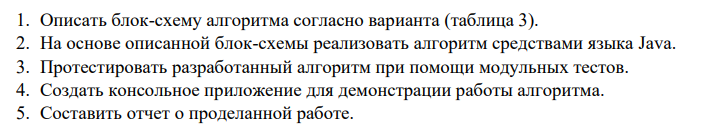 1. Описать блок-схему алгоритма согласно варианта (таблица 3).
2. На основе описанной блок-схемы реализовать алгоритм средствами языка Java.
3. Протестировать разработанный алгоритм при помощи модульных тестов.
4. Создать консольное приложение для демонстрации работы алгоритма.
5. Составить отчет о проделанной работе.